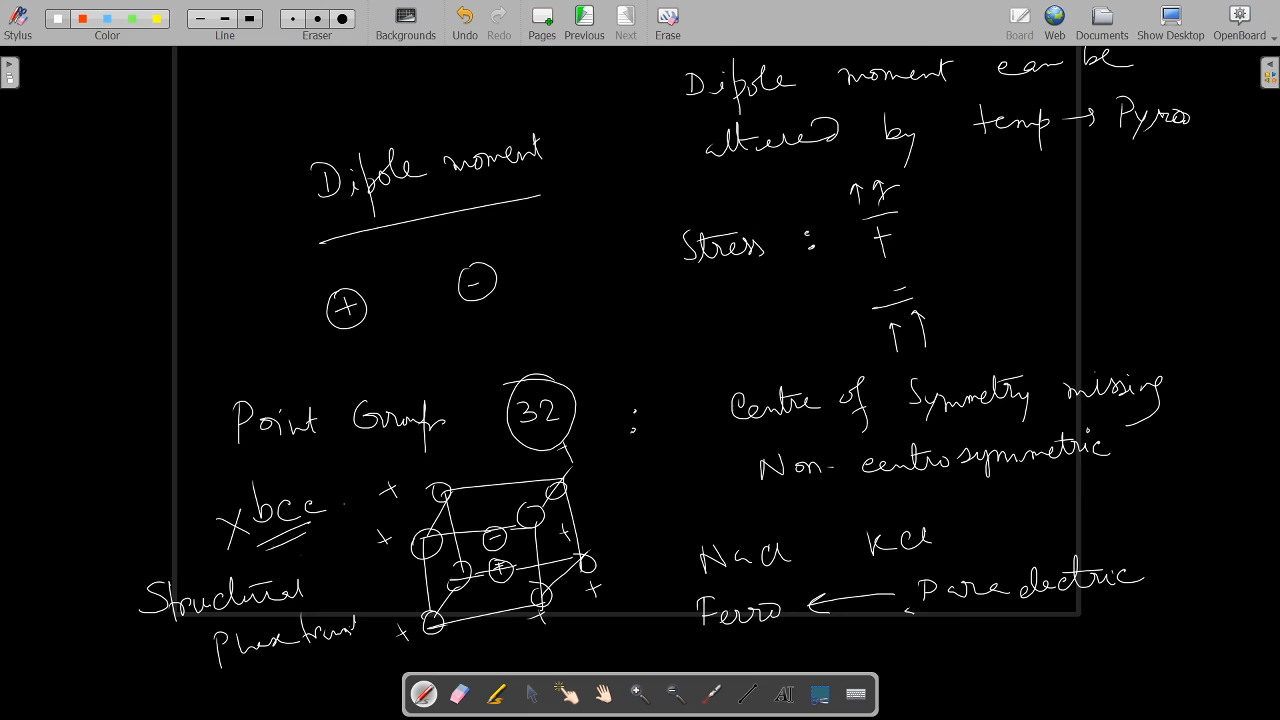 Stylus Color Line Eraser Backgrounds Undo Redo Pages Previous Next Erase Board Web Documents Show Desktop OpenBoard
Dipole moment can be
altered by temp → Pyro
Dipole moment
+ -
Stress : ↑ ↑
+
-
↑ ↑
Point Group 32 :
Centre of Symmetry missing
Non-centrosymmetric
X bcc
+ +
+ - +
+ +
+ +
NaCl KCl
Ferro ← Paraelectric
Structural
AI